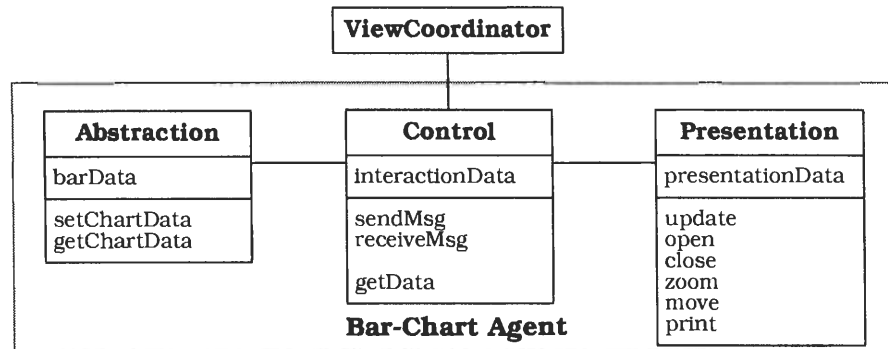 ViewCoordinator
Abstraction
barData
setChartData
getChartData
Control
interactionData
sendMsg
receiveMsg
getData
Presentation
presentationData
update
open
close
zoom
move
print
Bar-Chart Agent